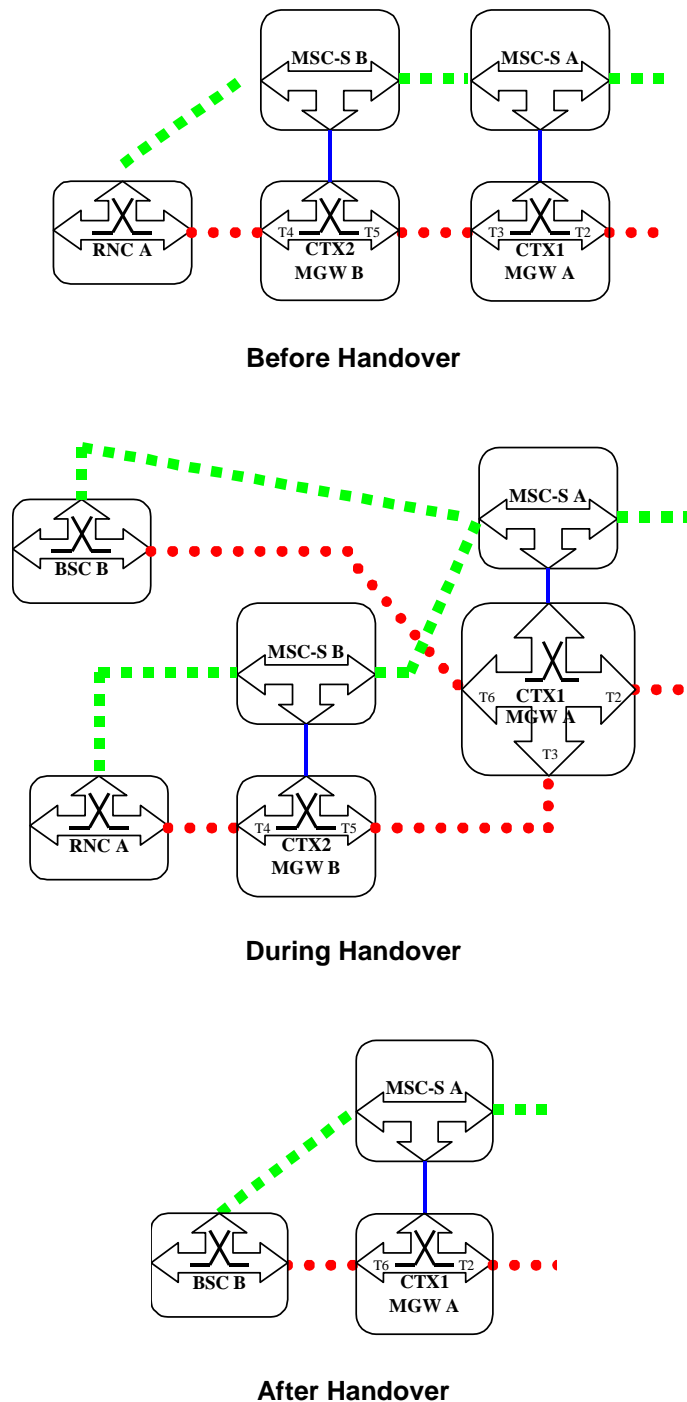 MSC-S B
MSC-S A
RNC A
T4
T5
CTX2
MGW B
T3
T2
CTX1
MGW A
Before Handover
MSC-S A
BSC B
MSC-S B
T6
CTX1
T2
MGW A
T3
RNC A
T4
T5
CTX2
MGW B
During Handover
MSC-S A
BSC B
T6
T2
CTX1
MGW A
After Handover